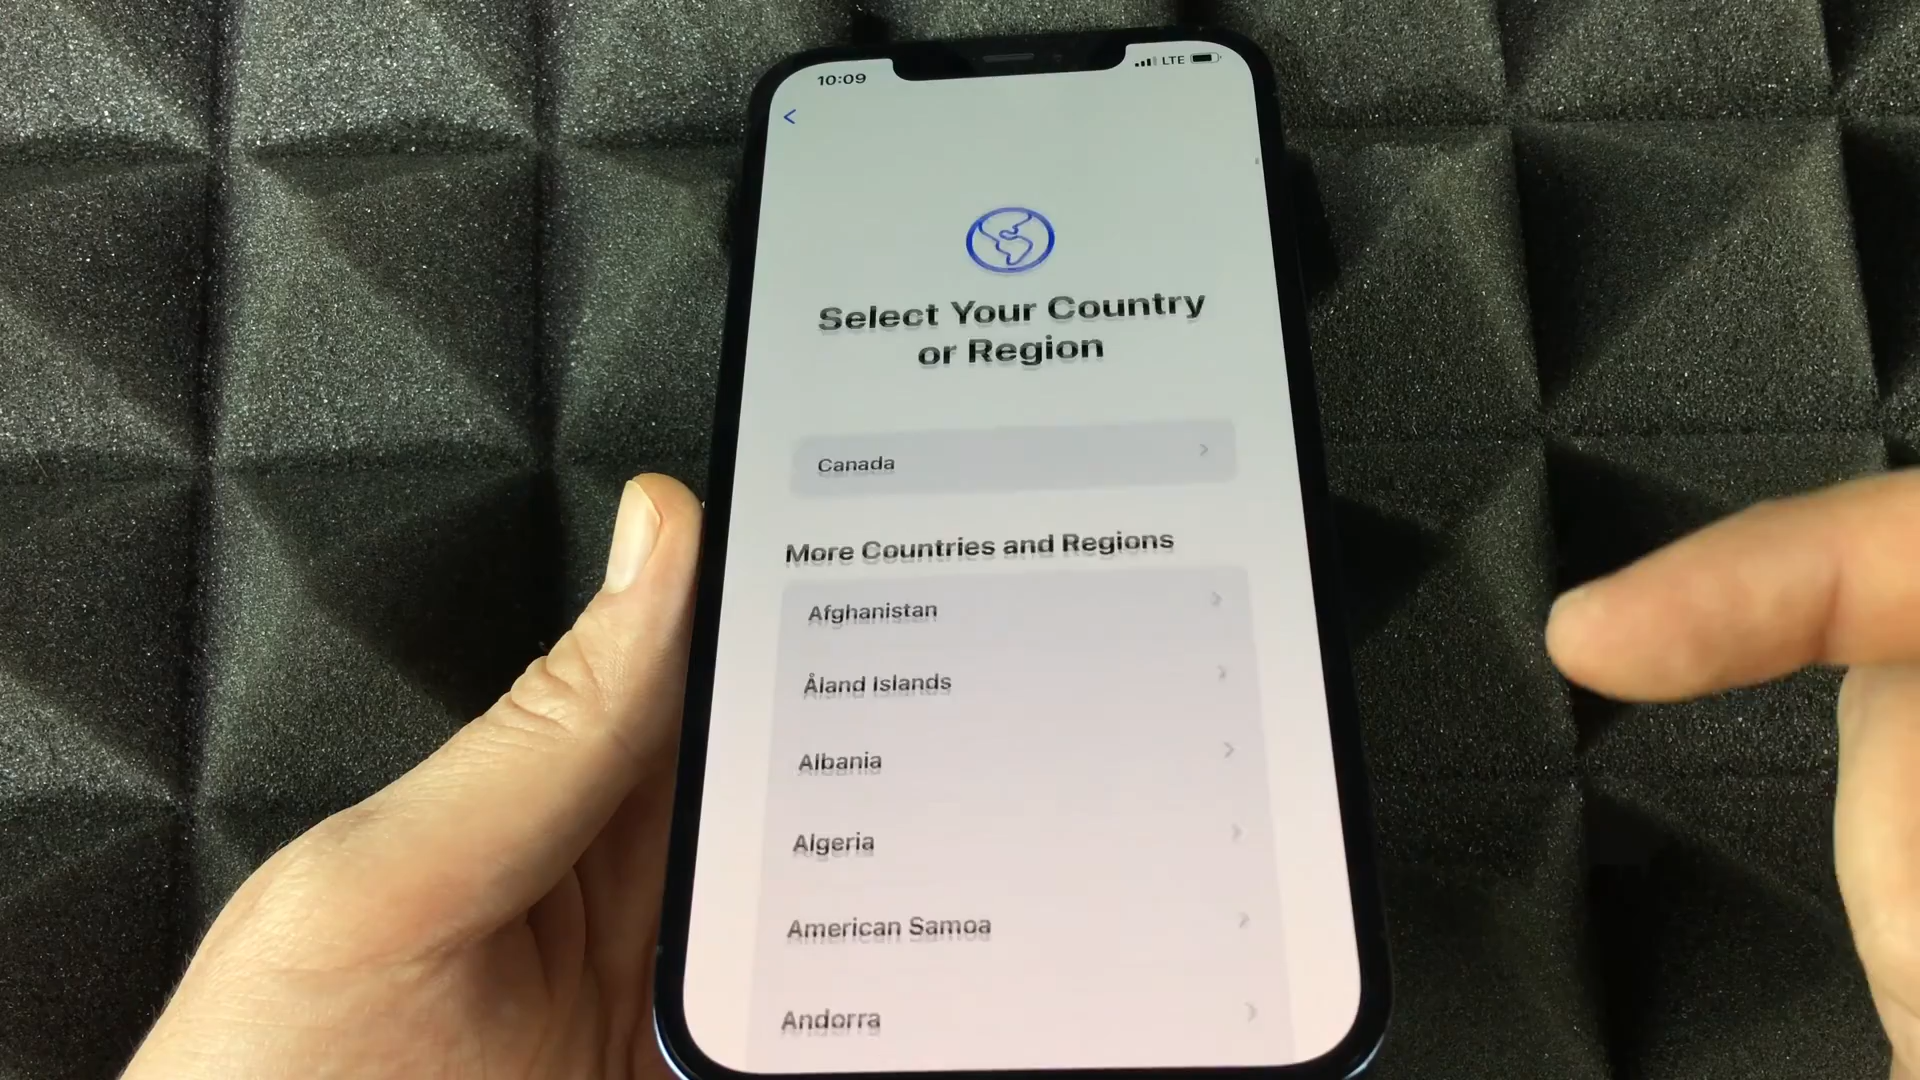 10:09
LTE
Select Your Country
or Region
Canada
More Countries and Regions
Afghanistan
Åland Islands
Albania
Algeria
American Samoa
Andorra